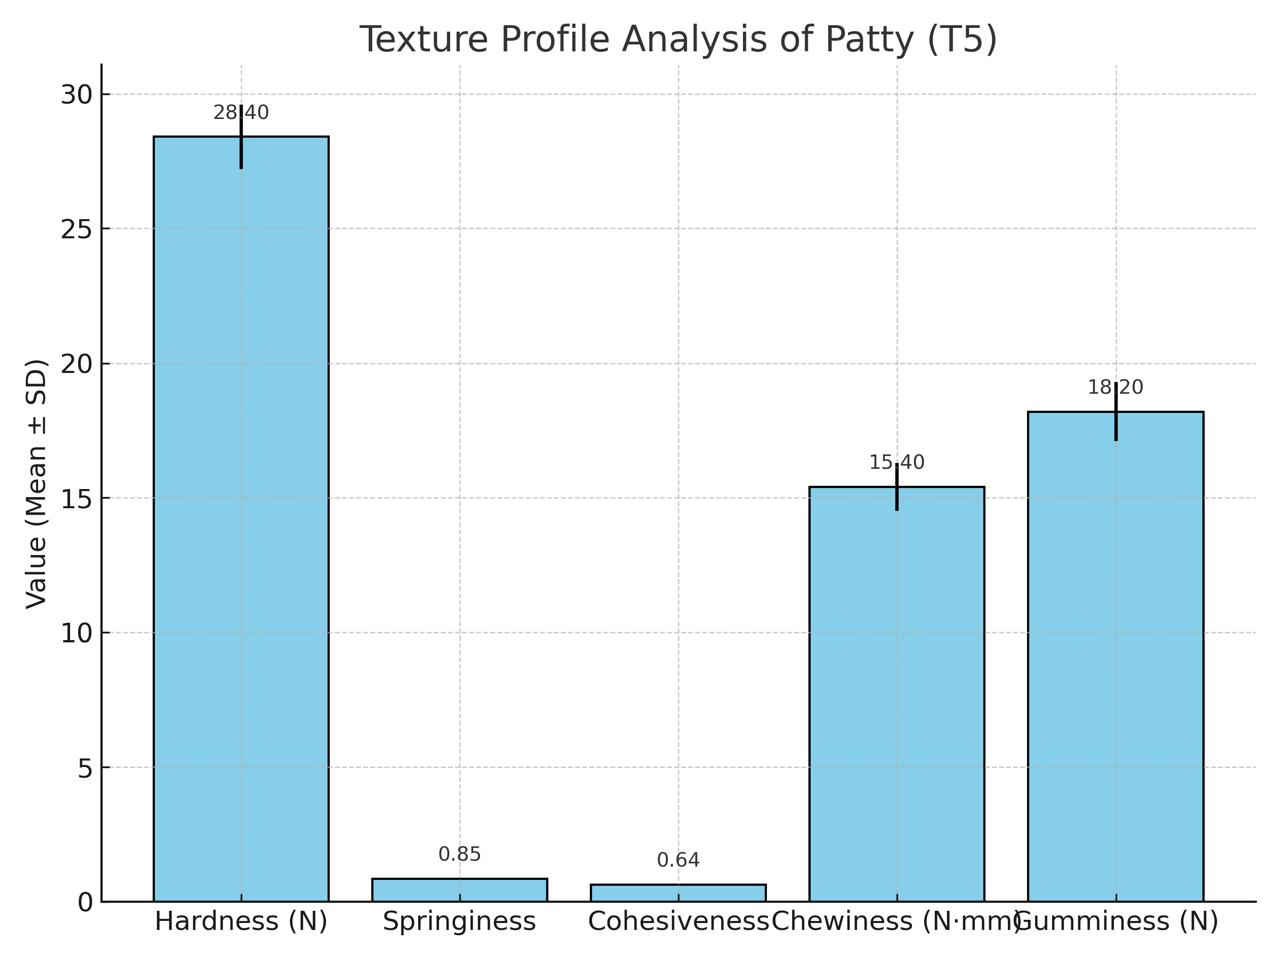 Texture Profile Analysis of Patty (T5)
Value (Mean ± SD)
30
25
20
15
10
5
0
28.40
0.85
0.64
15.40
18.20
Hardness (N)
Springiness
Cohesiveness
Chewiness (N·mm)
Gumminess (N)